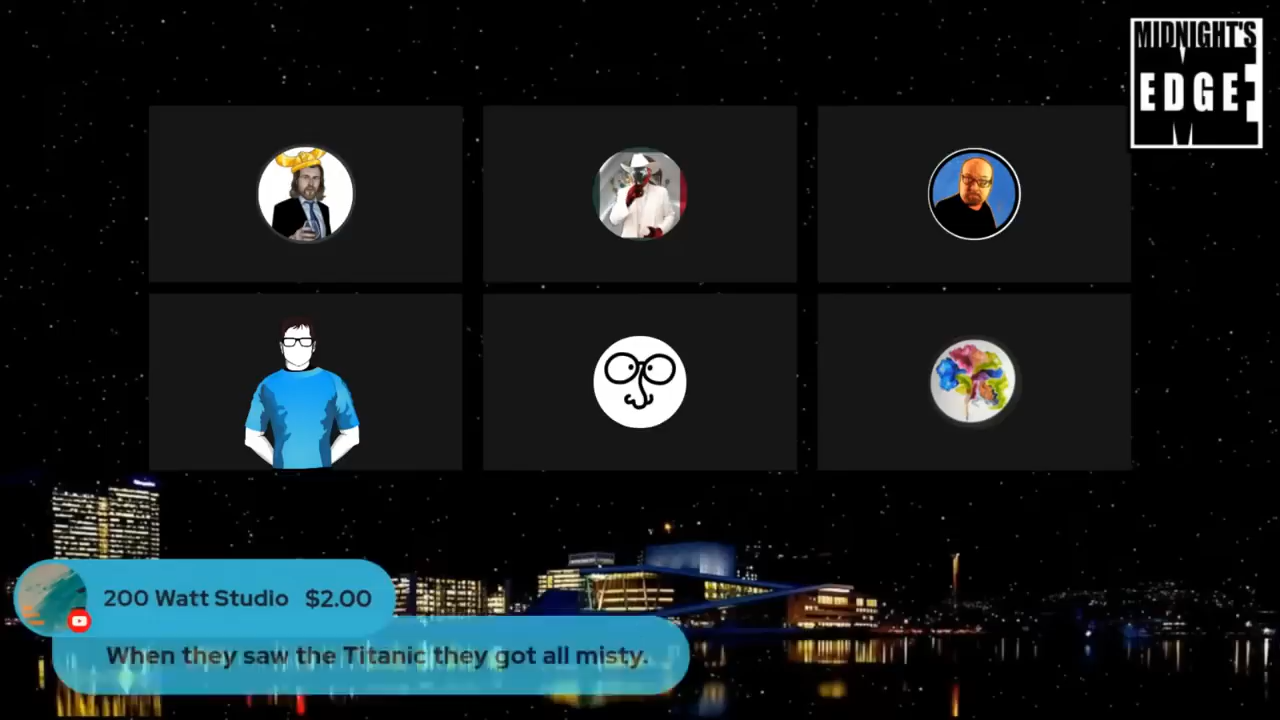 MIDNIGHT'S
EDGE
200 Watt Studio $2.00
When they saw the Titanic they got all misty.